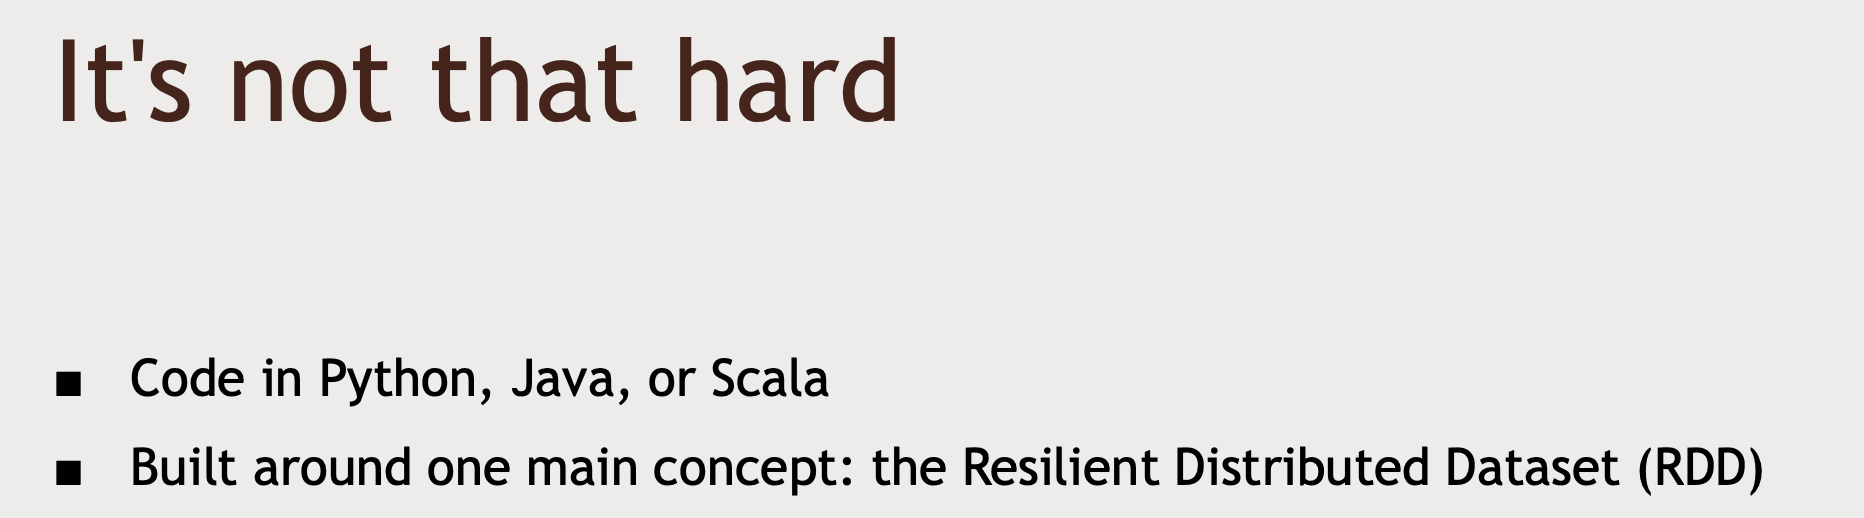 It's not that hard
■ Code in Python, Java, or Scala
■ Built around one main concept: the Resilient Distributed Dataset (RDD)